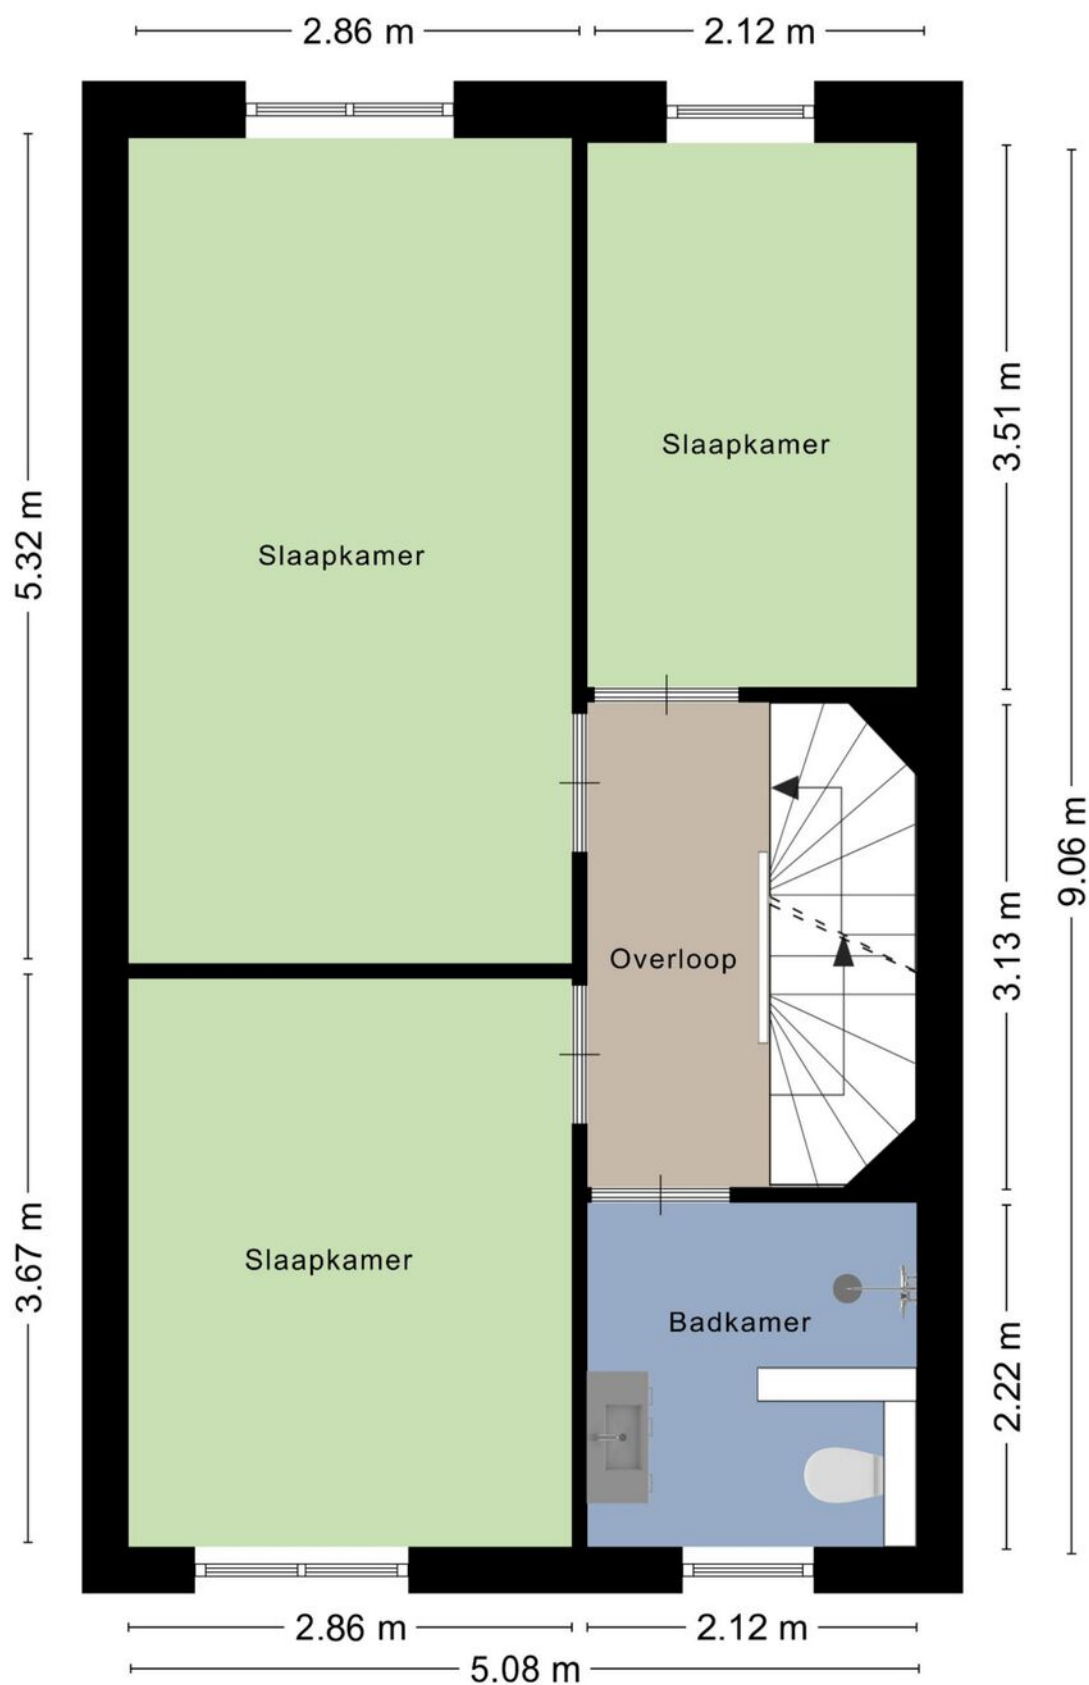 2.86 m
2.12 m
Slaapkamer
3.51 m
5.32 m
Slaapkamer
9.06 m
Overloop
3.13 m
Slaapkamer
3.67 m
Badkamer
2.22 m
2.86 m
2.12 m
5.08 m